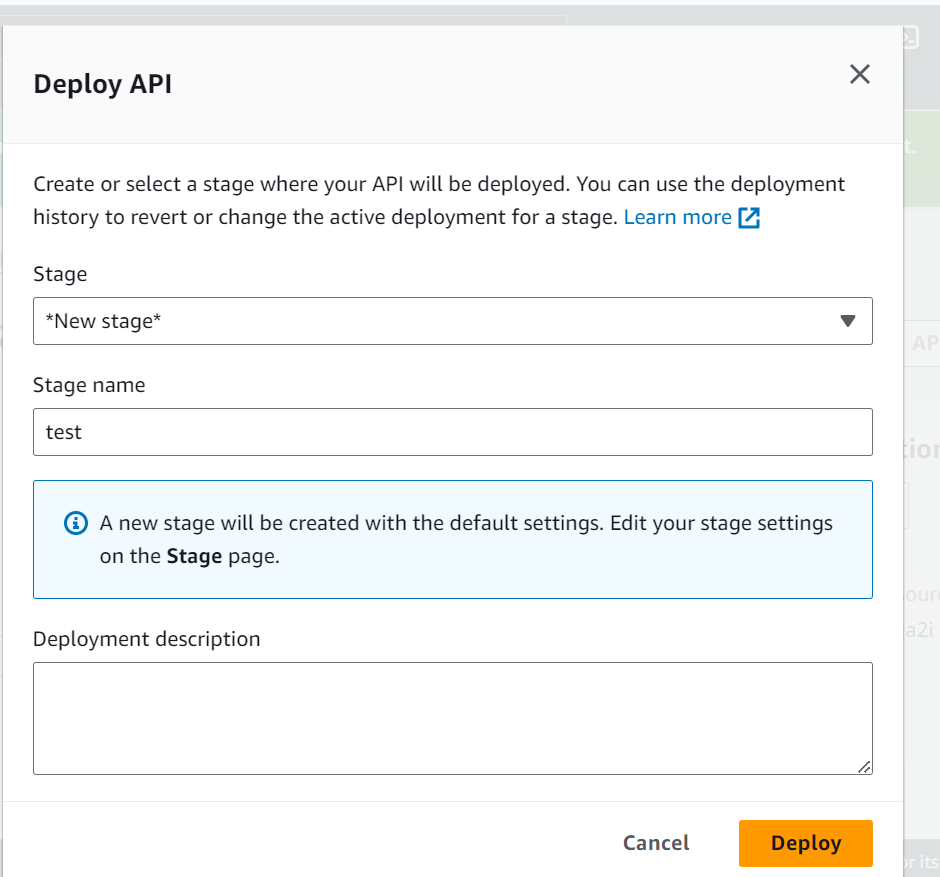 Deploy API
Create or select a stage where your API will be deployed. You can use the deployment
history to revert or change the active deployment for a stage. Learn more
Stage
*New stage*
Stage name
test
A new stage will be created with the default settings. Edit your stage settings
on the Stage page.
Deployment description
Cancel
Deploy